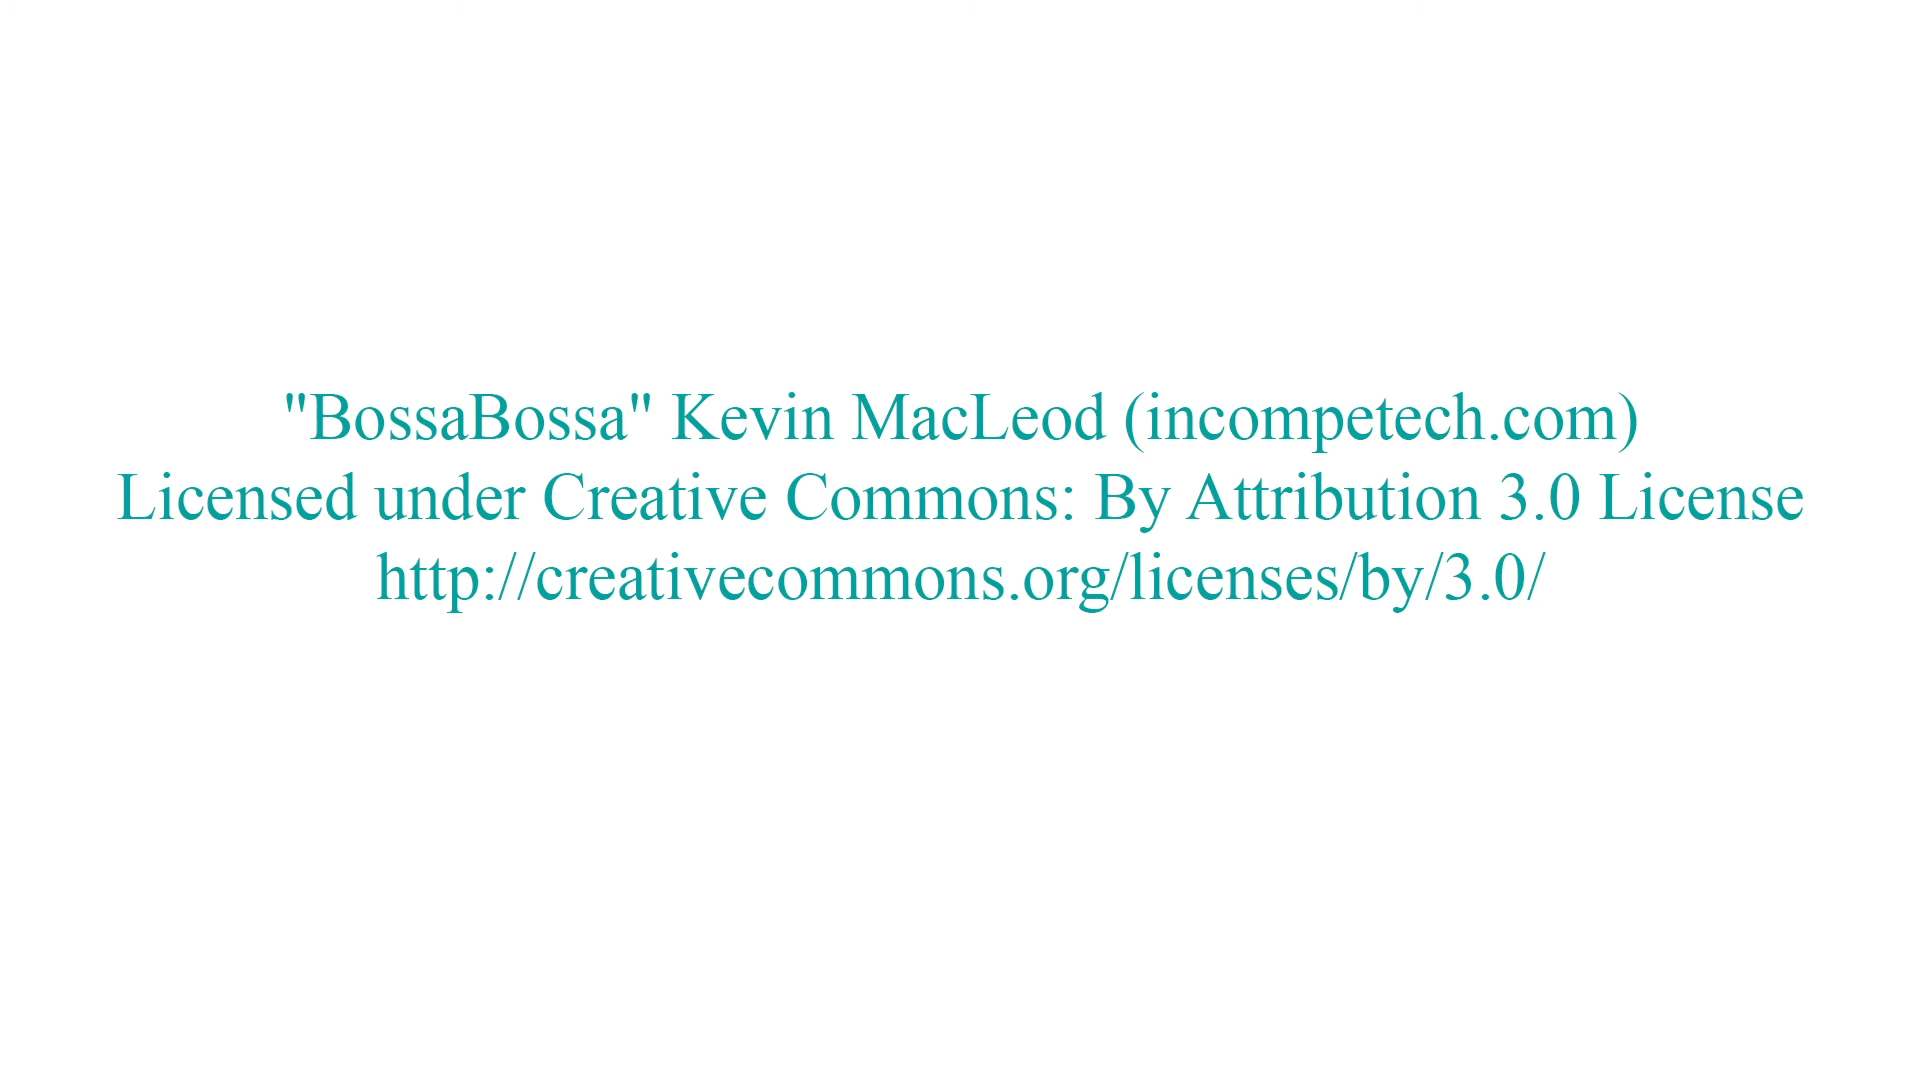 "BossaBossa" Kevin MacLeod (incompetech.com)
Licensed under Creative Commons: By Attribution 3.0 License
http://creativecommons.org/licenses/by/3.0/